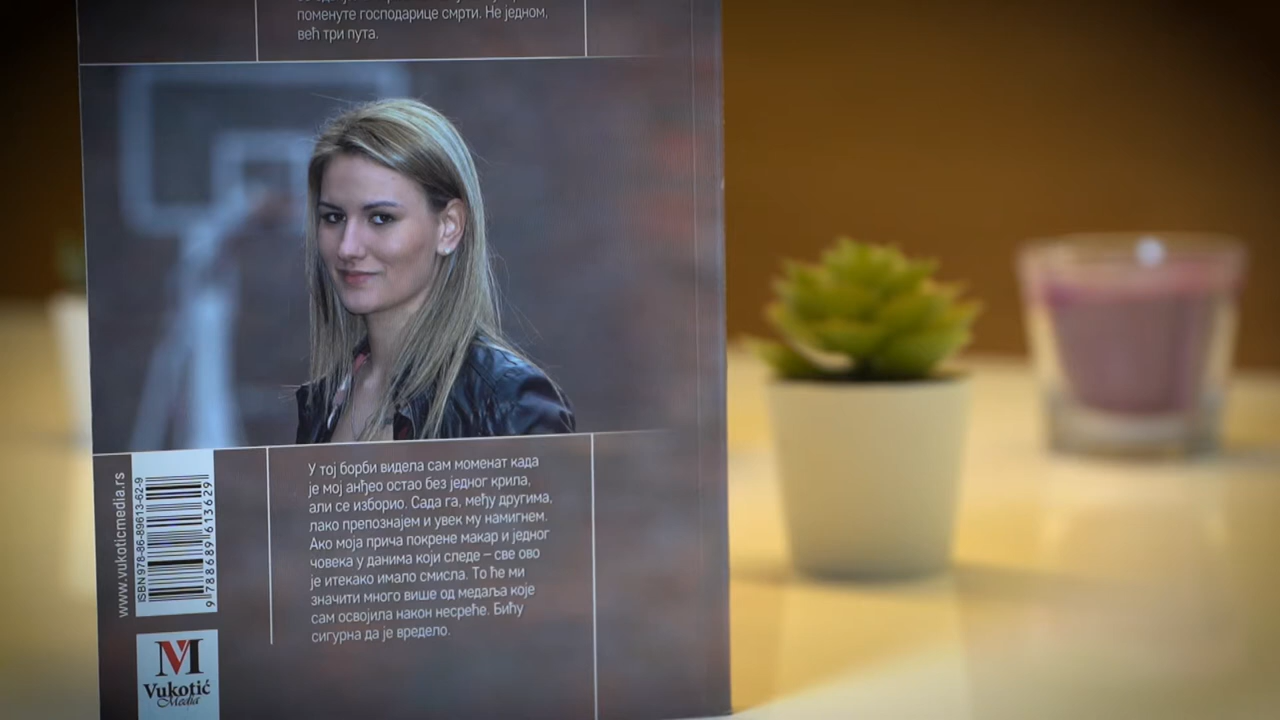 поменуте господарице смрти. Не једном,
већ три пута.
У тој борби видела сам моменат када
је мој анђео остао без једног крила,
али се изборио. Сада га, међу другима,
лако препознајем и увек му намигнем.
Ако моја прича покрене макар и једног
човека у данима који следе – све ово
је итекако имало смисла. То ће ми
значити много више од медаља које
сам освојила након несреће. Бићу
сигурна да је вредело.
www.vukoticmedia.rs
ISBN 978-86-89613-62-9
9 788689 613629
VM
Vukotić
Media